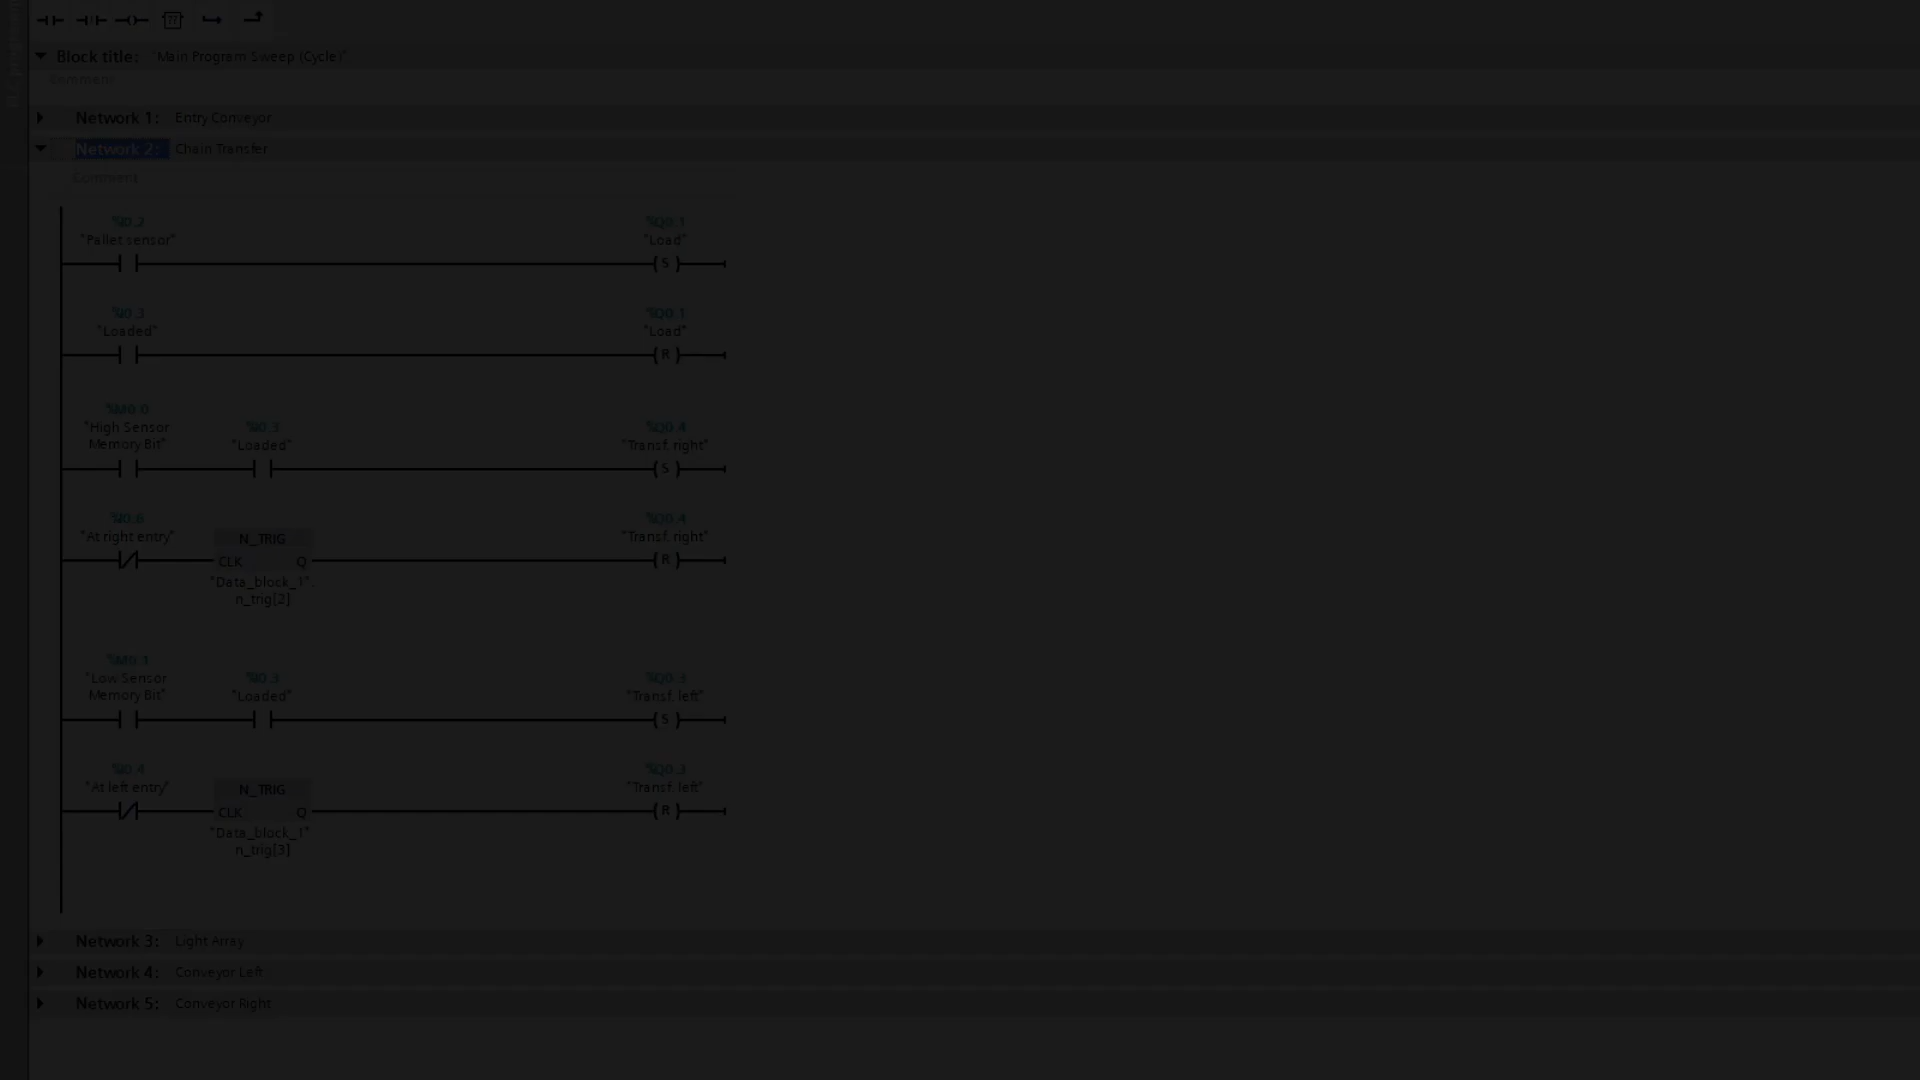 Block title: "Main Program Sweep (Cycle)"
Comment
Network 1: Entry Conveyor
Network 2: Chain Transfer
Comment
%I0.2 %Q0.1
"Pallet sensor" "Load"
S
%I0.3 %Q0.1
"Loaded" "Load"
R
%M0.0
"High Sensor %I0.3 %Q0.4
Memory Bit" "Loaded" "Transf. right"
S
%I0.6 %Q0.4
"At right entry" N_TRIG "Transf. right"
CLK Q R
"Data_block_1".
n_trig[2]
%M0.1
"Low Sensor %I0.3 %Q0.3
Memory Bit" "Loaded" "Transf. left"
S
%I0.4 %Q0.3
"At left entry" N_TRIG "Transf. left"
CLK Q R
"Data_block_1".
n_trig[3]
Network 3: Light Array
Network 4: Conveyor Left
Network 5: Conveyor Right